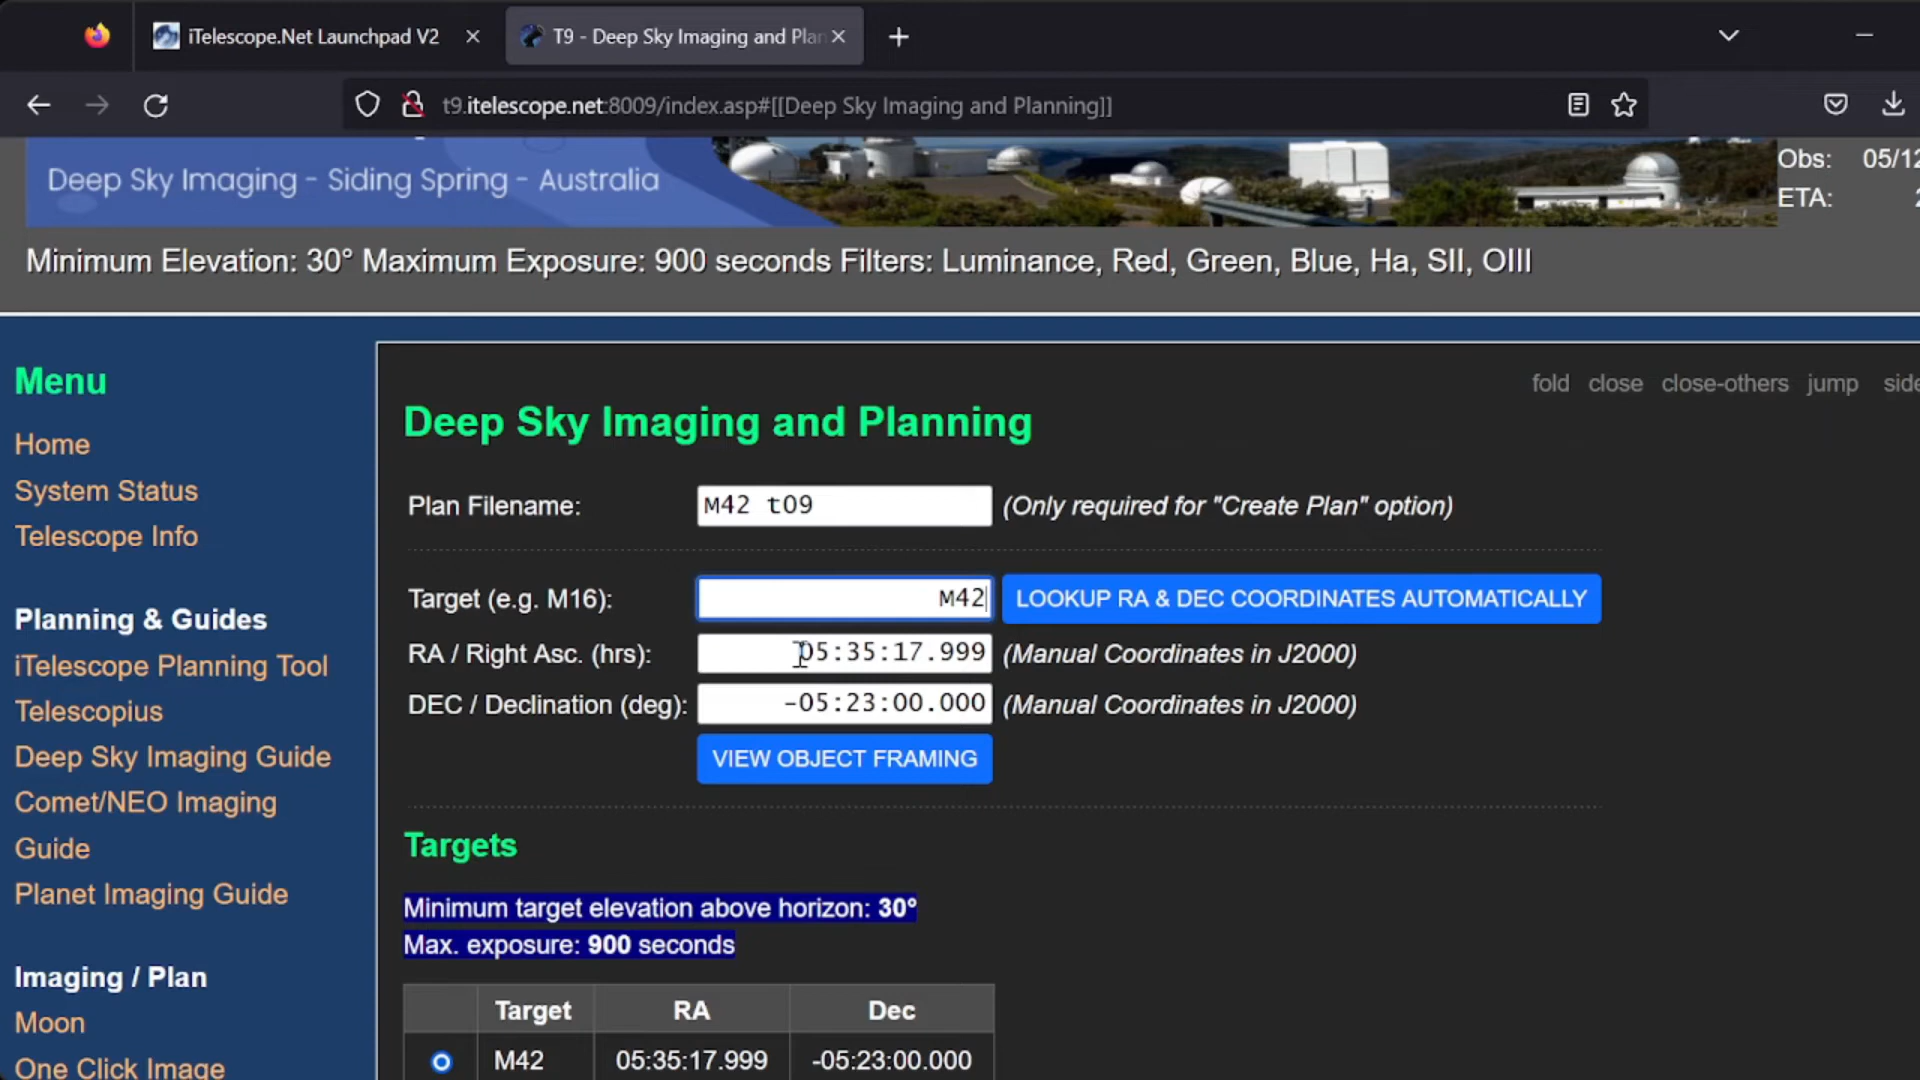 iTelescope.Net Launchpad V2
T9 - Deep Sky Imaging and Plan
t9.itelescope.net:8009/index.asp#[[Deep Sky Imaging and Planning]]
Deep Sky Imaging - Siding Spring - Australia
Obs: 05/12
ETA: 2
Minimum Elevation: 30° Maximum Exposure: 900 seconds Filters: Luminance, Red, Green, Blue, Ha, SII, OIII
Menu
Home
System Status
Telescope Info
Planning & Guides
iTelescope Planning Tool
Telescopius
Deep Sky Imaging Guide
Comet/NEO Imaging
Guide
Planet Imaging Guide
Imaging / Plan
Moon
One Click Image
fold close close-others jump side
Deep Sky Imaging and Planning
Plan Filename: M42 t09 (Only required for "Create Plan" option)
Target (e.g. M16): M42 LOOKUP RA & DEC COORDINATES AUTOMATICALLY
RA / Right Asc. (hrs): 05:35:17.999 (Manual Coordinates in J2000)
DEC / Declination (deg): -05:23:00.000 (Manual Coordinates in J2000)
VIEW OBJECT FRAMING
Targets
Minimum target elevation above horizon: 30°
Max. exposure: 900 seconds
Target RA Dec
M42 05:35:17.999 -05:23:00.000